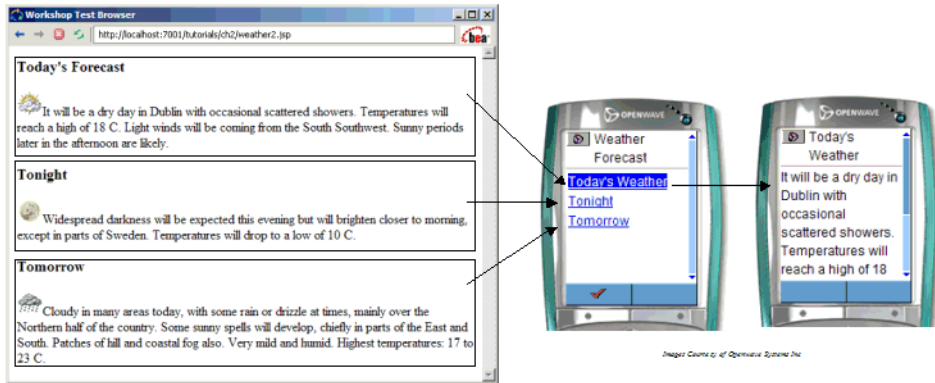 Workshop Test Browser
http://localhost:7001/tutorials/ch2/weather2.jsp
bea
Today's Forecast
It will be a dry day in Dublin with occasional scattered showers. Temperatures will
reach a high of 18 C. Light winds will be coming from the South Southwest. Sunny periods
later in the afternoon are likely.
Tonight
Widespread darkness will be expected this evening but will brighten closer to morning,
except in parts of Sweden. Temperatures will drop to a low of 10 C.
Tomorrow
Cloudy in many areas today, with some rain or drizzle at times, mainly over the
Northern half of the country. Some sunny spells will develop, chiefly in parts of the East and
South. Patches of hill and coastal fog also. Very mild and humid. Highest temperatures: 17 to
23 C.
OPENWAVE
Weather
Forecast
Today's Weather
Tonight
Tomorrow
OPENWAVE
Today's
Weather
It will be a dry day in
Dublin with
occasional
scattered showers.
Temperatures will
reach a high of 18
Images Courtesy of Openwave Systems Inc